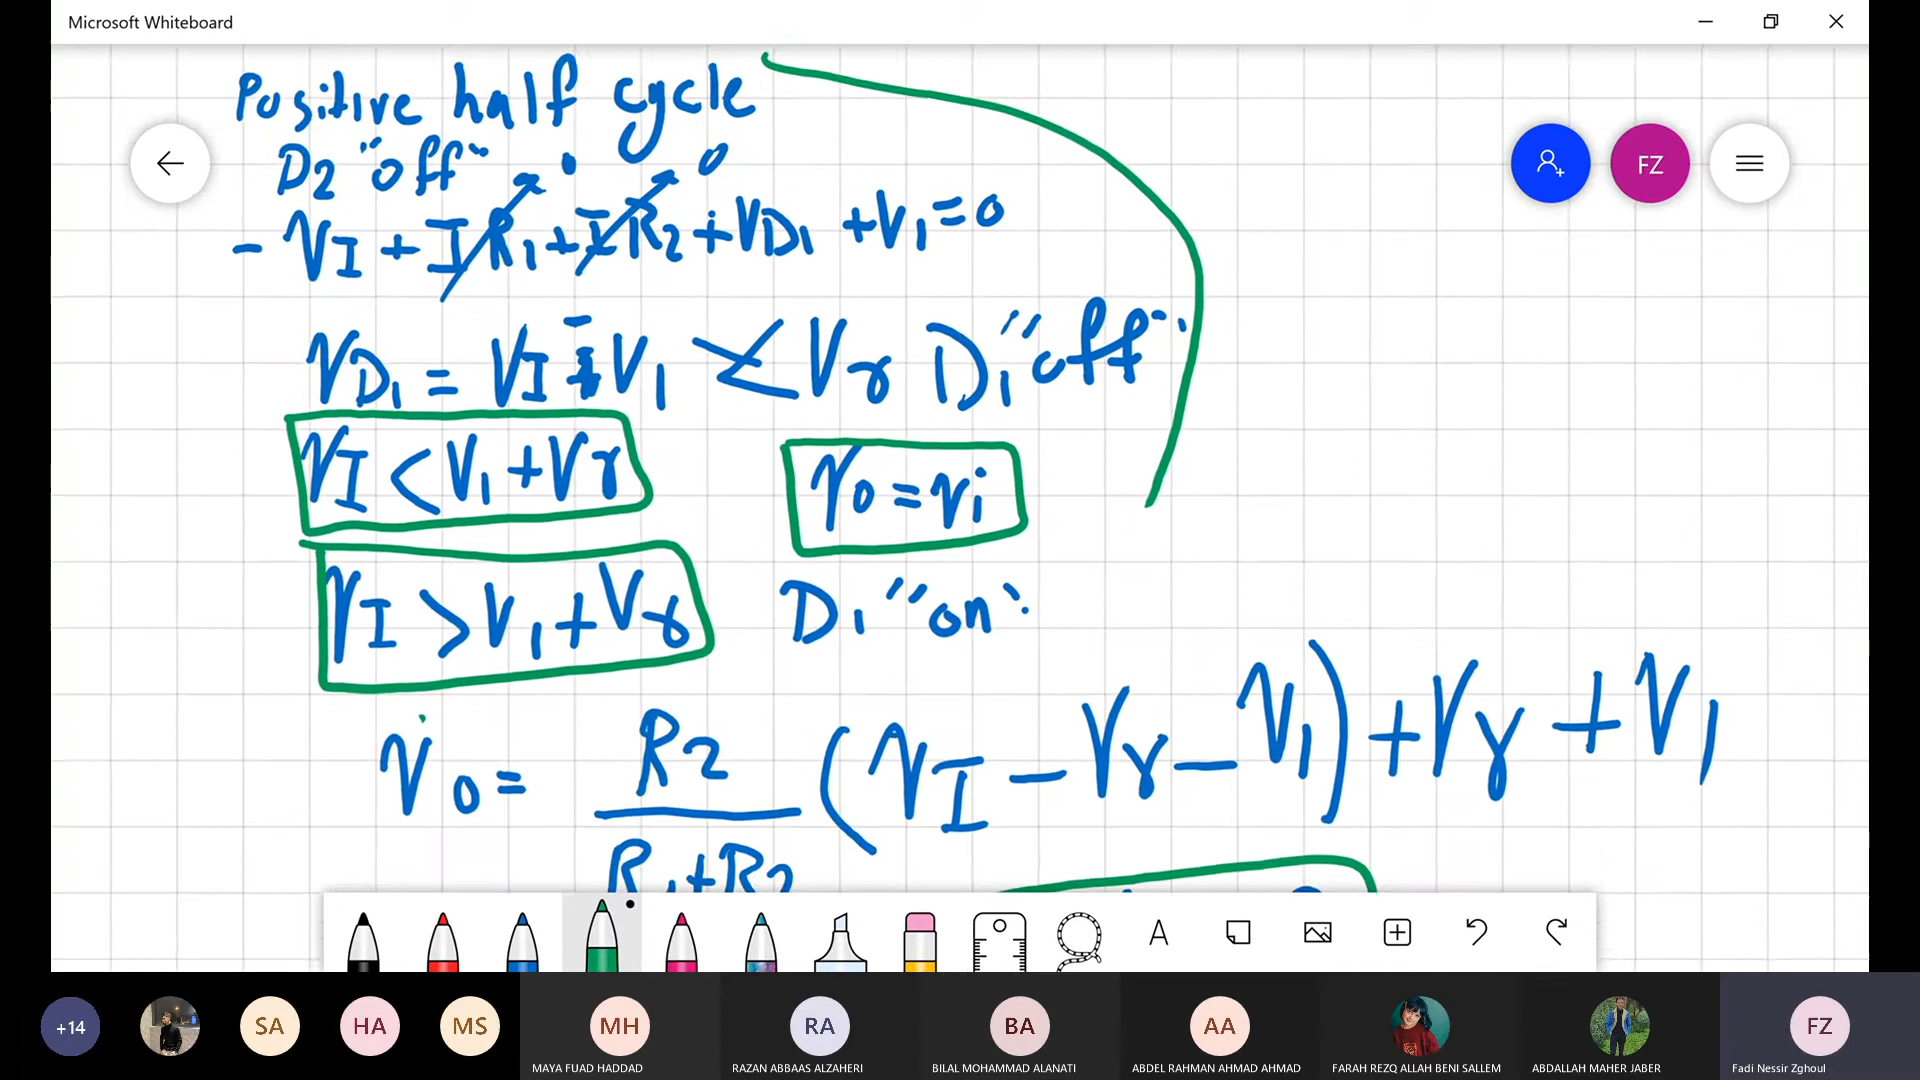 Microsoft Whiteboard
Positive half cycle
D2 "off"
0 0
- VI + IR1 + IR2 + VD1 + V1 = 0
VD1 = VI - V1 < Vγ D1 "off"
VI < V1 + Vγ
Vo = vi
VI > V1 + Vγ D1 "on"
Vo = R2 / R1+R2 (VI - Vγ - V1) + Vγ + V1
FZ
A
+14
SA
HA
MS
MH
RA
BA
AA
FZ
MAYA FUAD HADDAD
RAZAN ABBAAS ALZAHERI
BILAL MOHAMMAD ALANATI
ABDEL RAHMAN AHMAD AHMAD
FARAH REZQ ALLAH BENI SALLEM
ABDALLAH MAHER JABER
Fadi Nessir Zghoul